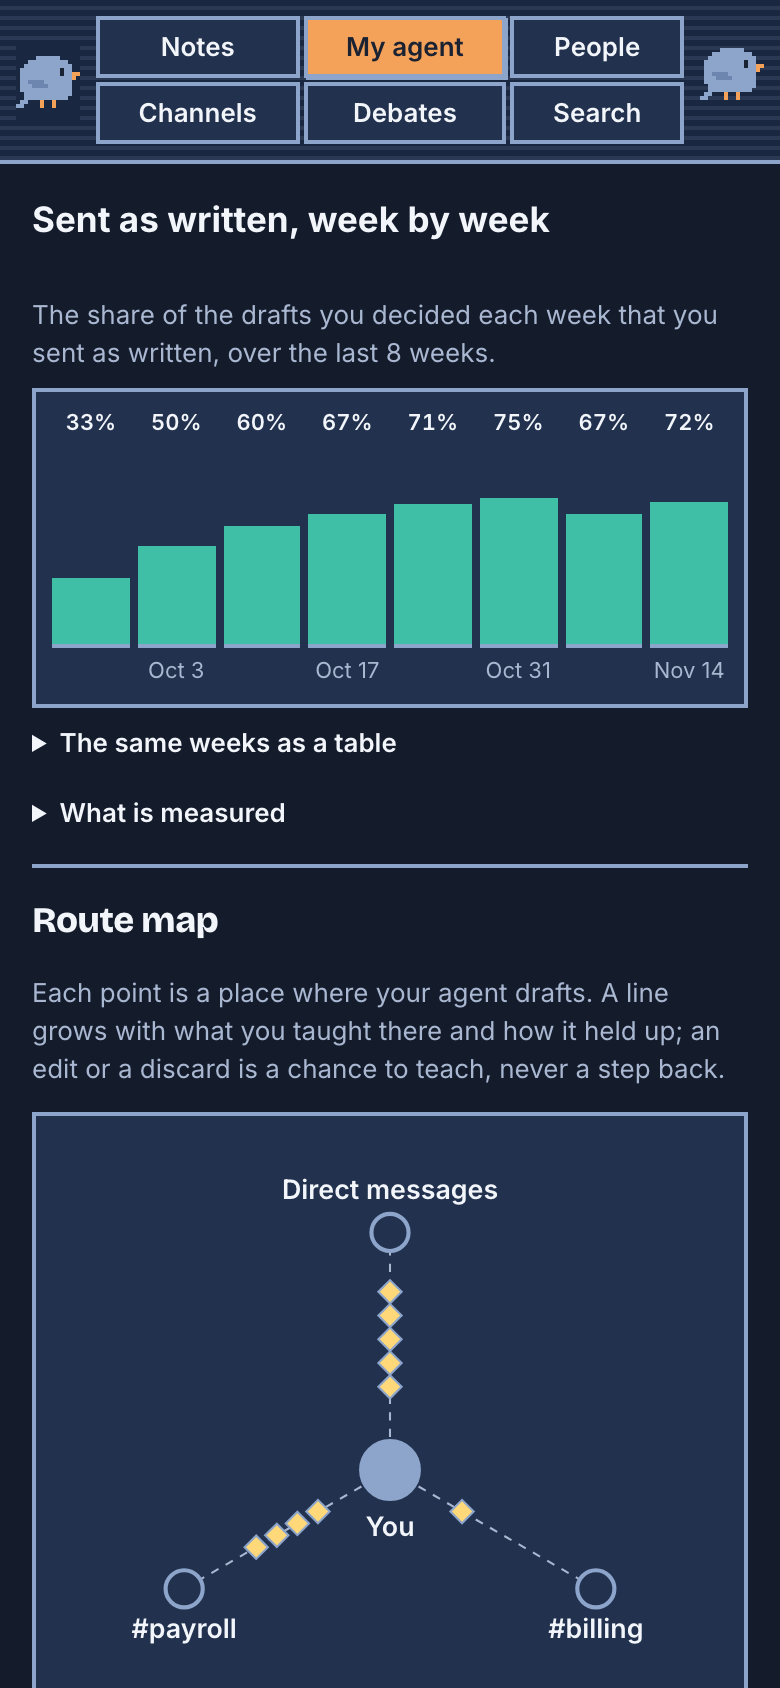 Notes
My agent
People
Channels
Debates
Search
Sent as written, week by week
The share of the drafts you decided each week that you
sent as written, over the last 8 weeks.
33% 50% 60% 67% 71% 75% 67% 72%
Oct 3 Oct 17 Oct 31 Nov 14
The same weeks as a table
What is measured
Route map
Each point is a place where your agent drafts. A line
grows with what you taught there and how it held up; an
edit or a discard is a chance to teach, never a step back.
Direct messages
You
#payroll
#billing